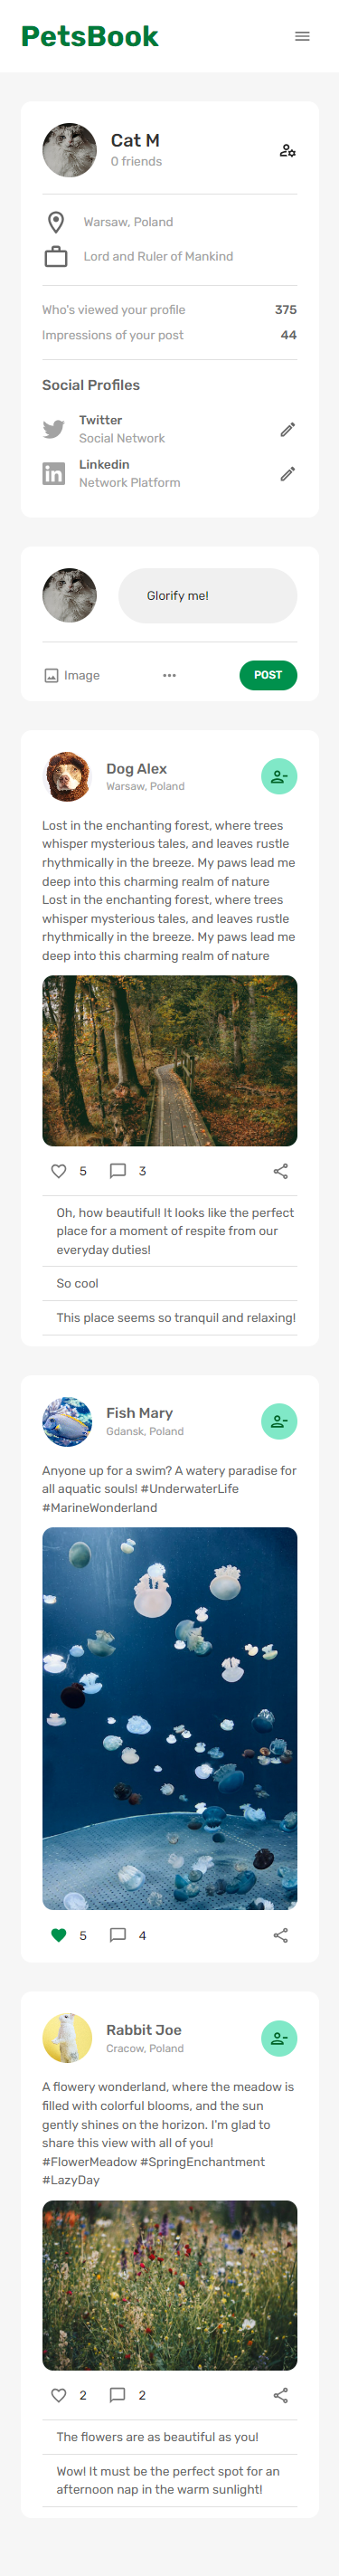 PetsBook
Cat M
0 friends
Warsaw, Poland
Lord and Ruler of Mankind
Who's viewed your profile 375
Impressions of your post 44
Social Profiles
Twitter
Social Network
Linkedin
Network Platform
Glorify me!
Image POST
Dog Alex
Warsaw, Poland
Lost in the enchanting forest, where trees
whisper mysterious tales, and leaves rustle
rhythmically in the breeze. My paws lead me
deep into this charming realm of nature
Lost in the enchanting forest, where trees
whisper mysterious tales, and leaves rustle
rhythmically in the breeze. My paws lead me
deep into this charming realm of nature
5 3
Oh, how beautiful! It looks like the perfect
place for a moment of respite from our
everyday duties!
So cool
This place seems so tranquil and relaxing!
Fish Mary
Gdansk, Poland
Anyone up for a swim? A watery paradise for
all aquatic souls! #UnderwaterLife
#MarineWonderland
5 4
Rabbit Joe
Cracow, Poland
A flowery wonderland, where the meadow is
filled with colorful blooms, and the sun
gently shines on the horizon. I'm glad to
share this view with all of you!
#FlowerMeadow #SpringEnchantment
#LazyDay
2 2
The flowers are as beautiful as you!
Wow! It must be the perfect spot for an
afternoon nap in the warm sunlight!